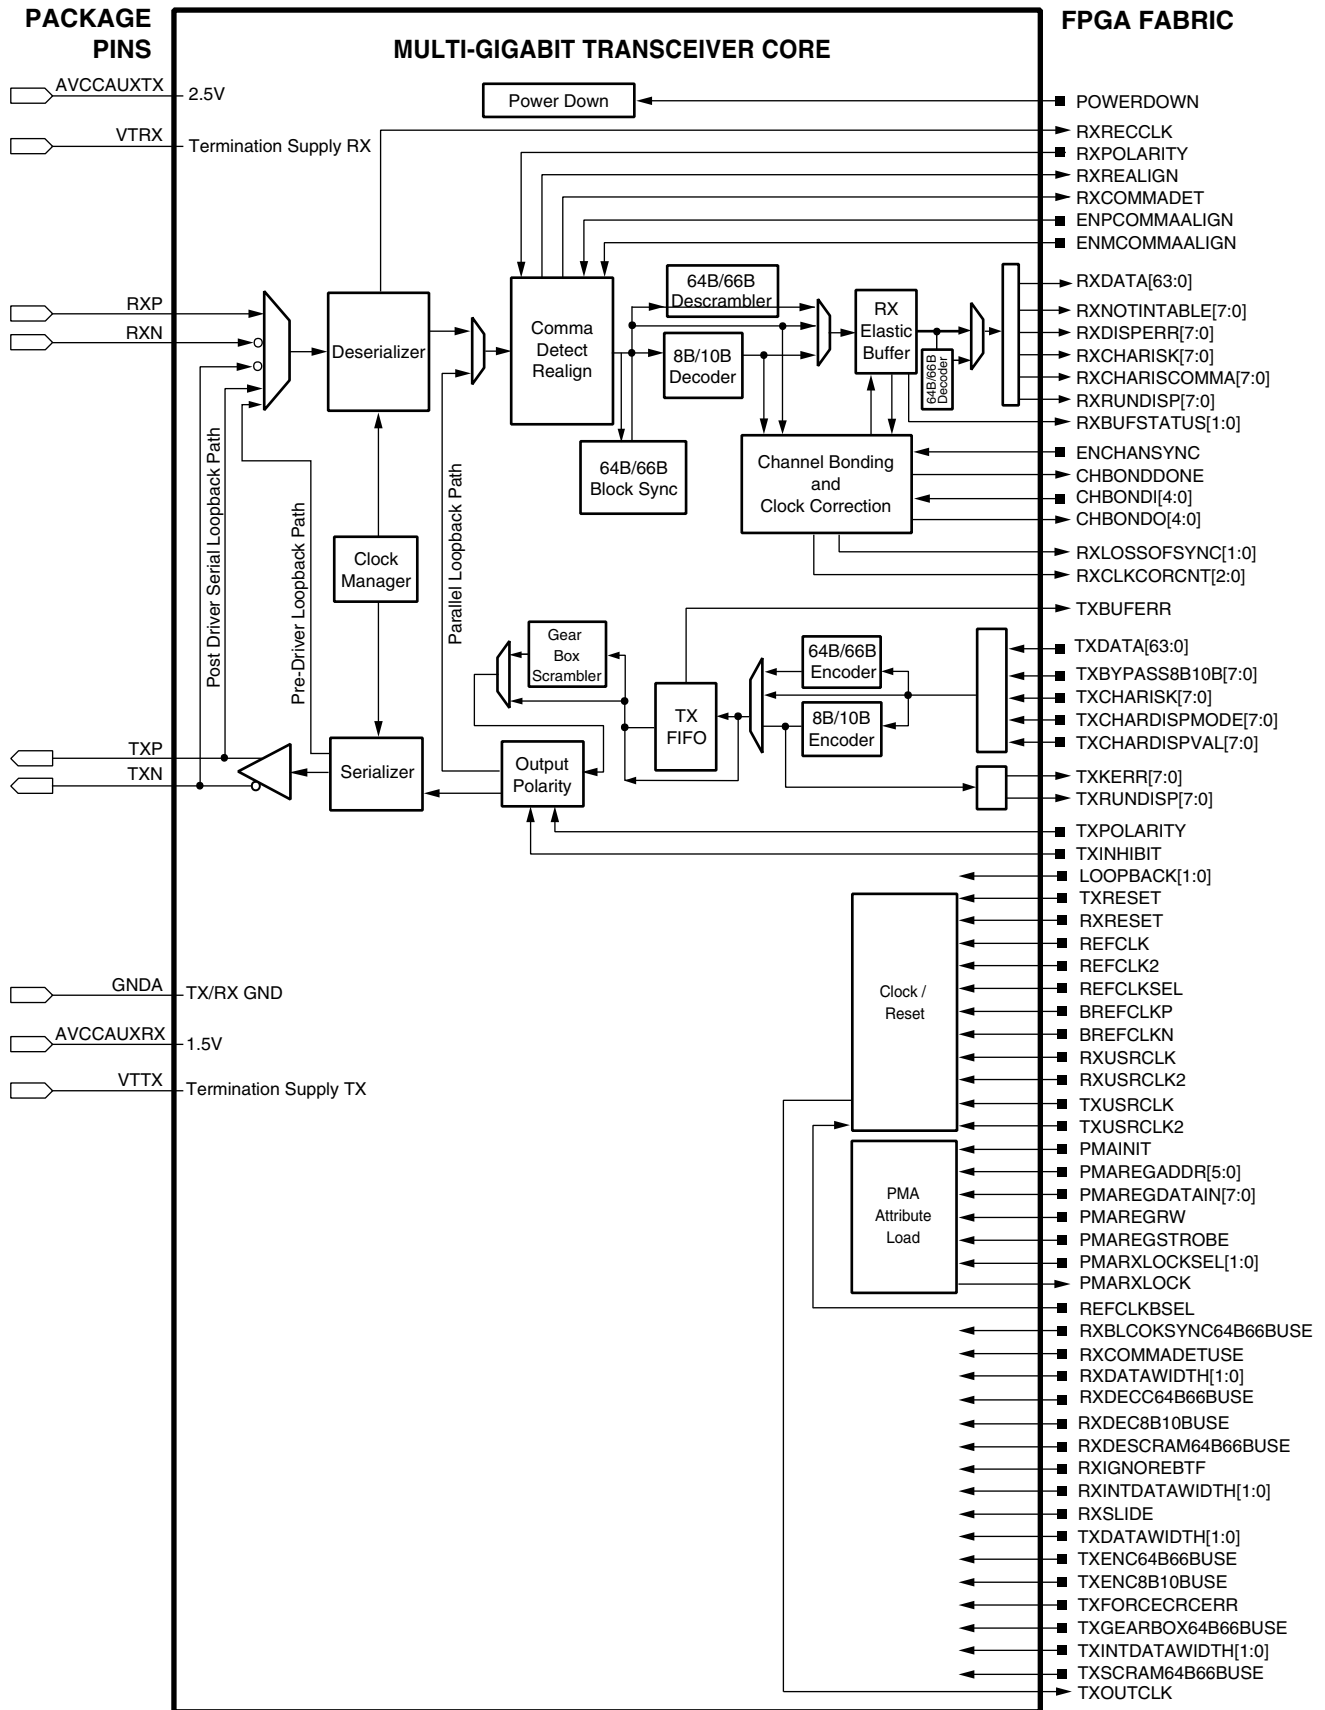 PACKAGE
PINS
MULTI-GIGABIT TRANSCEIVER CORE
FPGA FABRIC
AVCCAUXTX
2.5V
VTRX
Termination Supply RX
RXP
RXN
Power Down
Deserializer
Comma
Detect
Realign
64B/66B
Descrambler
8B/10B
Decoder
64B/66B
Block Sync
RX
Elastic
Buffer
64B/66B
Decoder
Channel Bonding
and
Clock Correction
Clock
Manager
Post Driver Serial Loopback Path
Pre-Driver Loopback Path
Parallel Loopback Path
Gear
Box
Scrambler
TX
FIFO
64B/66B
Encoder
8B/10B
Encoder
Output
Polarity
Serializer
TXP
TXN
GNDA
TX/RX GND
AVCCAUXRX
1.5V
VTTX
Termination Supply TX
Clock /
Reset
PMA
Attribute
Load
POWERDOWN
RXRECCLK
RXPOLARITY
RXREALIGN
RXCOMMADET
ENPCOMMAALIGN
ENMCOMMAALIGN
RXDATA[63:0]
RXNOTINTABLE[7:0]
RXDISPERR[7:0]
RXCHARISK[7:0]
RXCHARISCOMMA[7:0]
RXRUNDISP[7:0]
RXBUFSTATUS[1:0]
ENCHANSYNC
CHBONDDONE
CHBONDI[4:0]
CHBONDO[4:0]
RXLOSSOFSYNC[1:0]
RXCLKCORCNT[2:0]
TXBUFERR
TXDATA[63:0]
TXBYPASS8B10B[7:0]
TXCHARISK[7:0]
TXCHARDISPMODE[7:0]
TXCHARDISPVAL[7:0]
TXKERR[7:0]
TXRUNDISP[7:0]
TXPOLARITY
TXINHIBIT
LOOPBACK[1:0]
TXRESET
RXRESET
REFCLK
REFCLK2
REFCLKSEL
BREFCLKP
BREFCLKN
RXUSRCLK
RXUSRCLK2
TXUSRCLK
TXUSRCLK2
PMAINIT
PMAREGADDR[5:0]
PMAREGDATAIN[7:0]
PMAREGRW
PMAREGSTROBE
PMARXLOCKSEL[1:0]
PMARXLOCK
REFCLKBSEL
RXBLCOKSYNC64B66BUSE
RXCOMMADETUSE
RXDATAWIDTH[1:0]
RXDECC64B66BUSE
RXDEC8B10BUSE
RXDESCRAM64B66BUSE
RXIGNOREBTF
RXINTDATAWIDTH[1:0]
RXSLIDE
TXDATAWIDTH[1:0]
TXENC64B66BUSE
TXENC8B10BUSE
TXFORCECRCERR
TXGEARBOX64B66BUSE
TXINTDATAWIDTH[1:0]
TXSCRAM64B66BUSE
TXOUTCLK